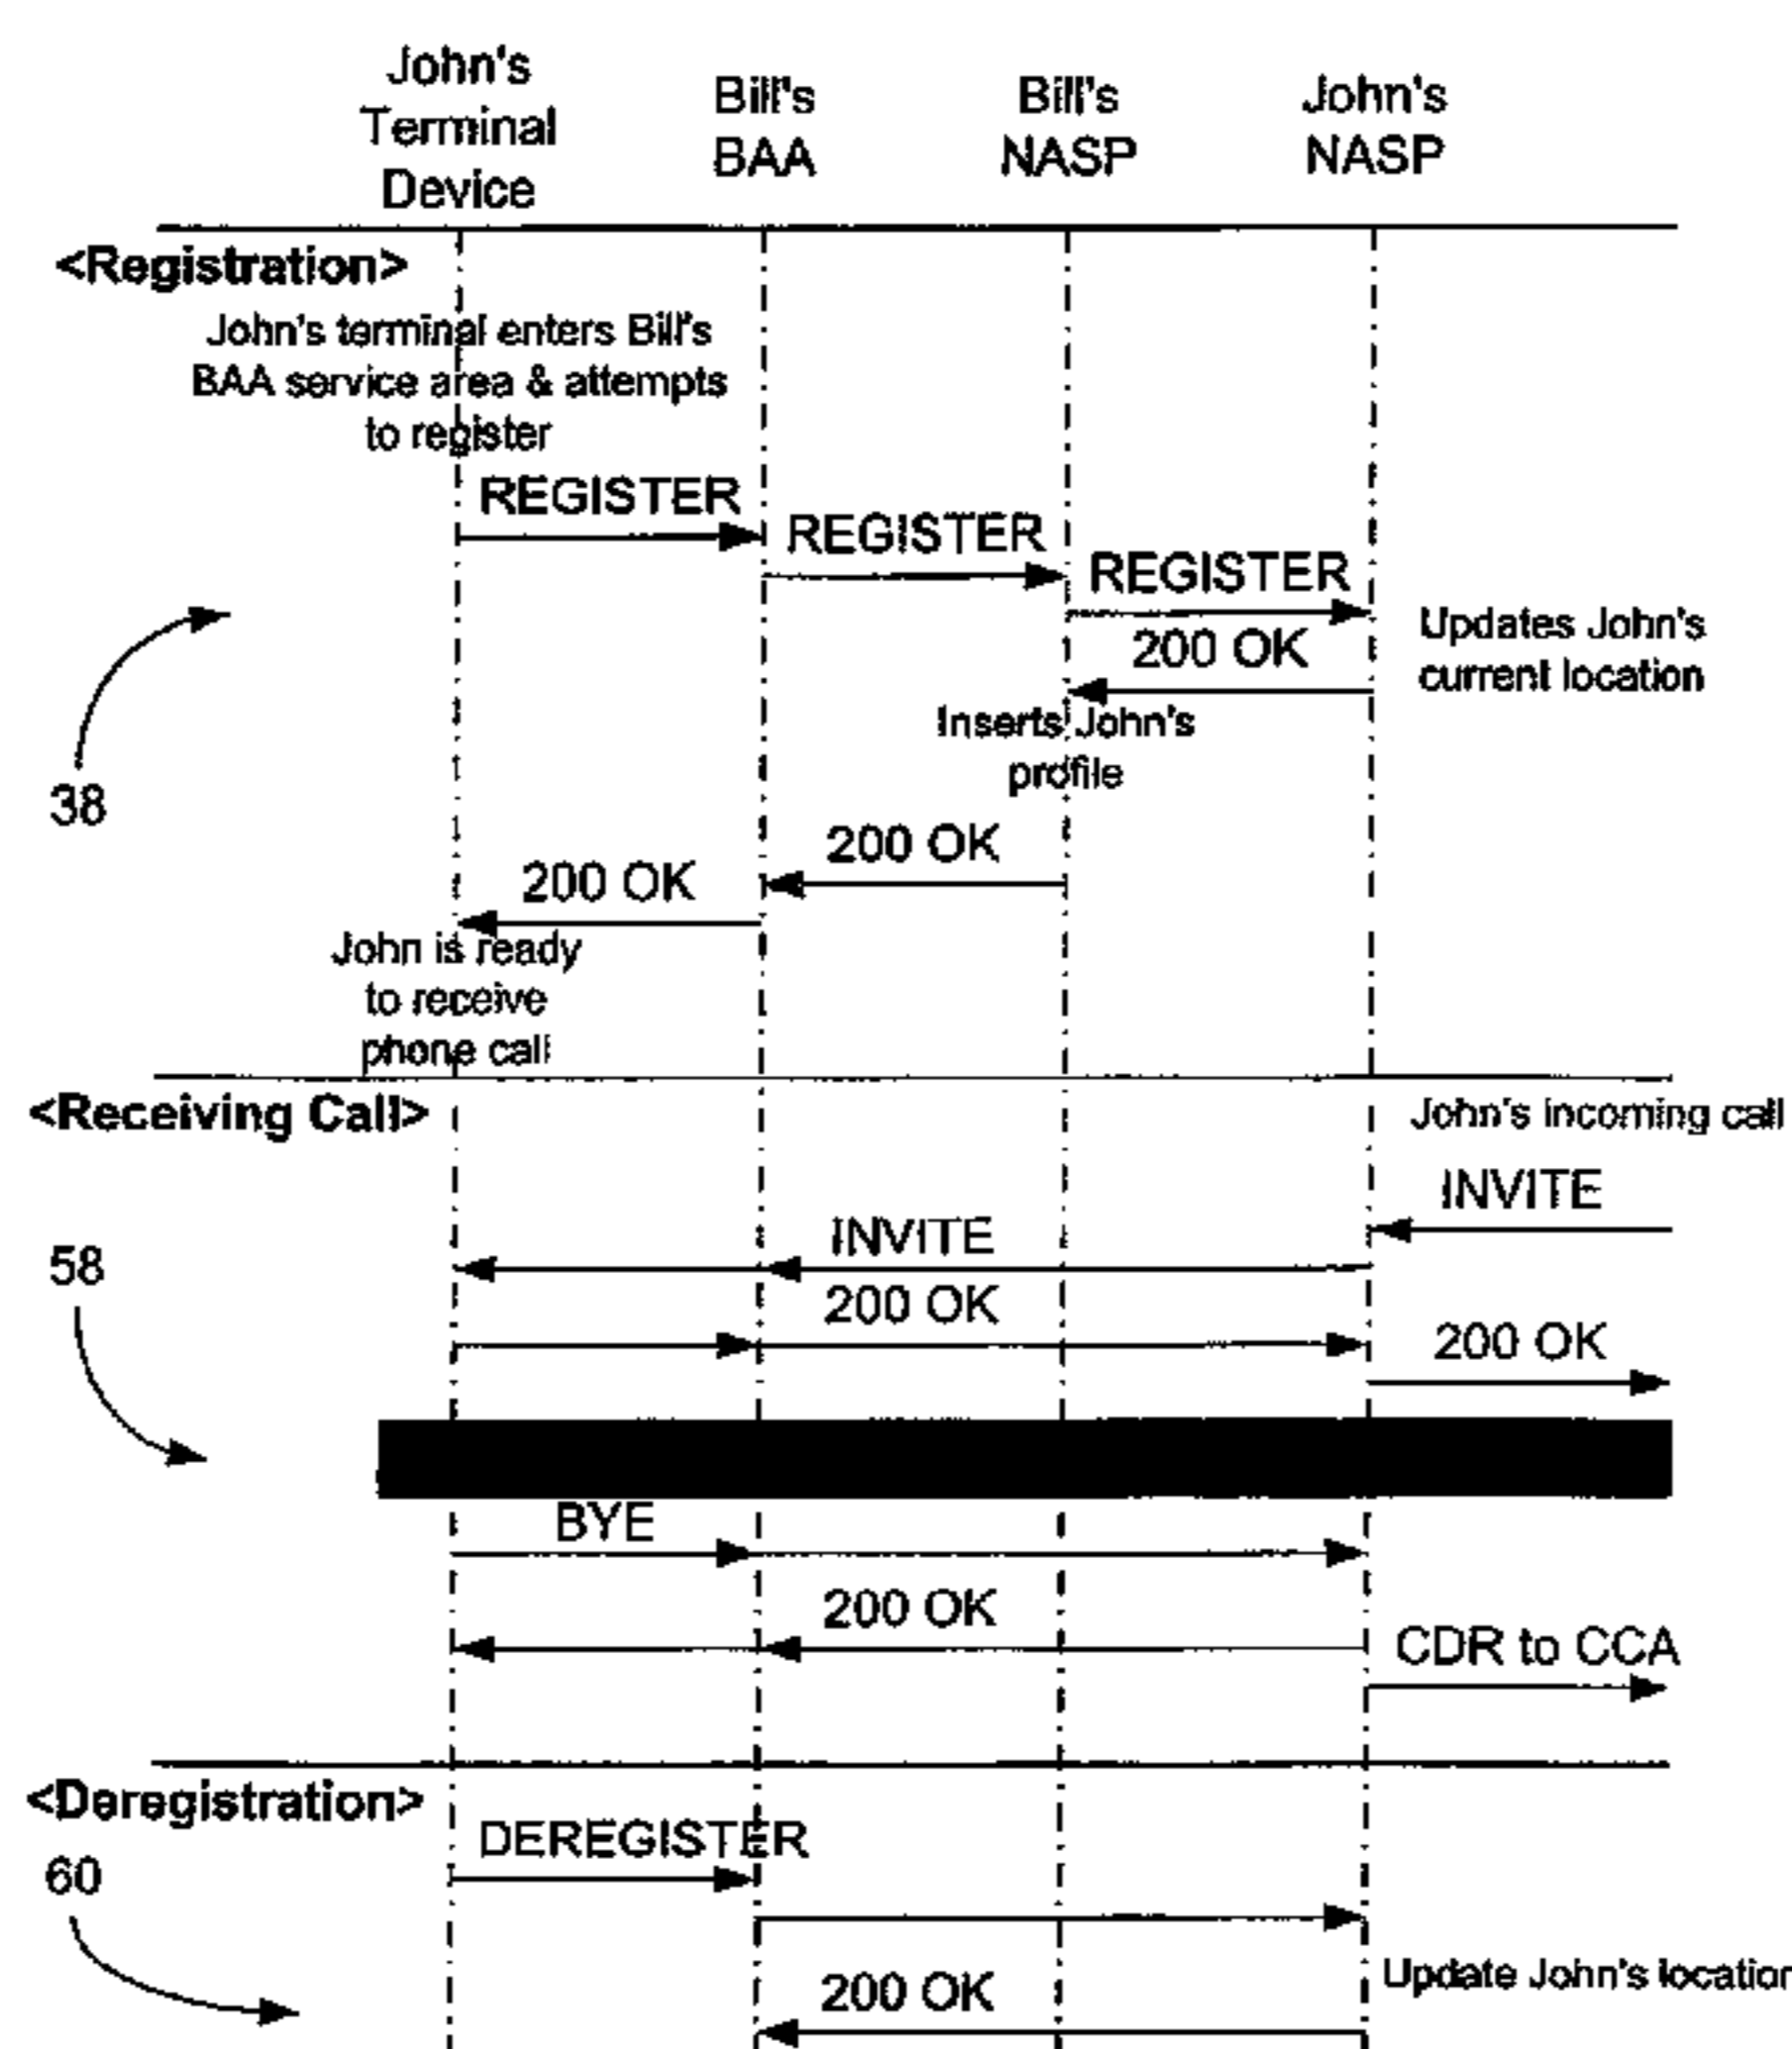 John's
Terminal
Device
Bill's
BAA
Bill's
NASP
John's
NASP
<Registration>
John's terminal enters Bill's
BAA service area & attempts
to register
REGISTER
REGISTER
REGISTER
200 OK
Updates John's
current location
Inserts John's
profile
38
200 OK
200 OK
John is ready
to receive
phone call
<Receiving Call>
John's incoming call
INVITE
INVITE
58
200 OK
200 OK
BYE
200 OK
CDR to CCA
<Deregistration>
DEREGISTER
60
Update John's location
200 OK